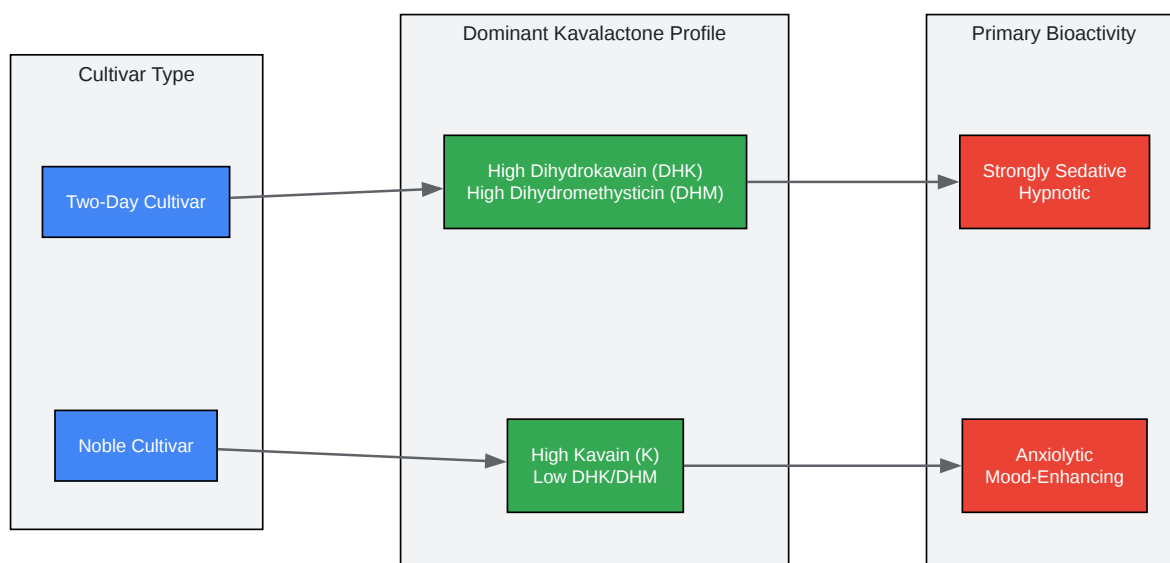 Cultivar Type
Two-Day Cultivar
Noble Cultivar
Dominant Kavalactone Profile
High Dihydrokavain (DHK)
High Dihydromethysticin (DHM)
High Kavain (K)
Low DHK/DHM
Primary Bioactivity
Strongly Sedative
Hypnotic
Anxiolytic
Mood-Enhancing